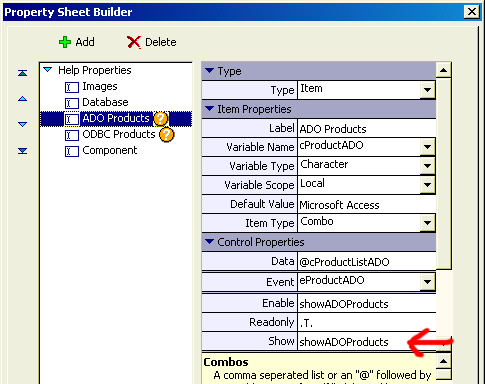 Property Sheet Builder
Add Delete
Help Properties
Images
Database
ADO Products
ODBC Products
Component
Type
Type Item
Item Properties
Label ADO Products
Variable Name cProductADO
Variable Type Character
Variable Scope Local
Default Value Microsoft Access
Item Type Combo
Control Properties
Data @cProductListADO
Event eProductADO
Enable showADOProducts
Readonly .T.
Show showADOProducts
Combos
A comma seperated list or an "@" followed by